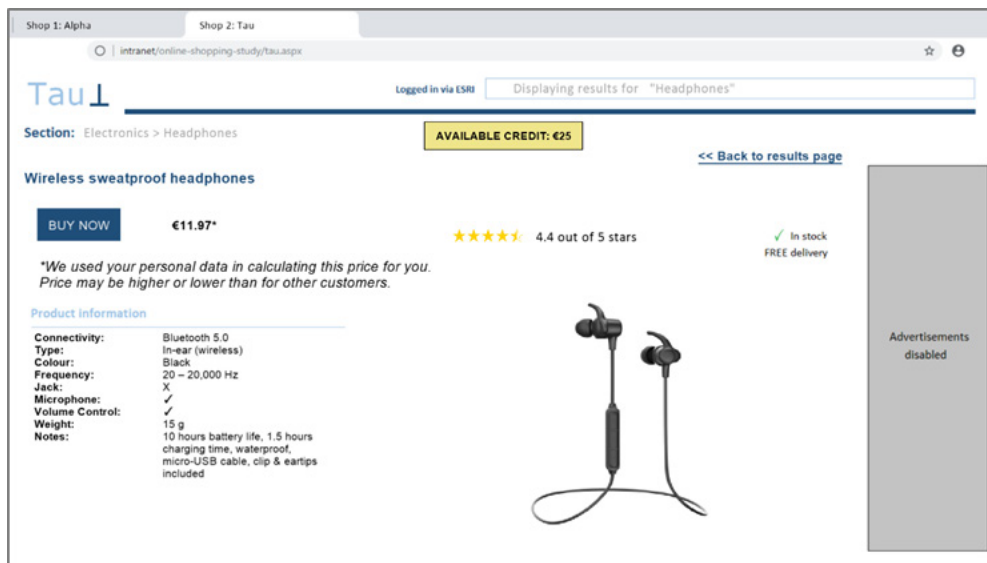 Shop 1: Alpha
Shop 2: Tau
intranet/online-shopping-study/tau.aspx
Tau
Logged in via ESRI
Displaying results for "Headphones"
Section: Electronics > Headphones
AVAILABLE CREDIT: €25
<< Back to results page
Wireless sweatproof headphones
BUY NOW
€11.97*
4.4 out of 5 stars
✓ In stock
FREE delivery
*We used your personal data in calculating this price for you.
Price may be higher or lower than for other customers.
Product information
Connectivity: Bluetooth 5.0
Type: In-ear (wireless)
Colour: Black
Frequency: 20 – 20,000 Hz
Jack: X
Microphone: ✓
Volume Control: ✓
Weight: 15 g
Notes: 10 hours battery life, 1.5 hours
charging time, waterproof,
micro-USB cable, clip & eartips
included
Advertisements
disabled